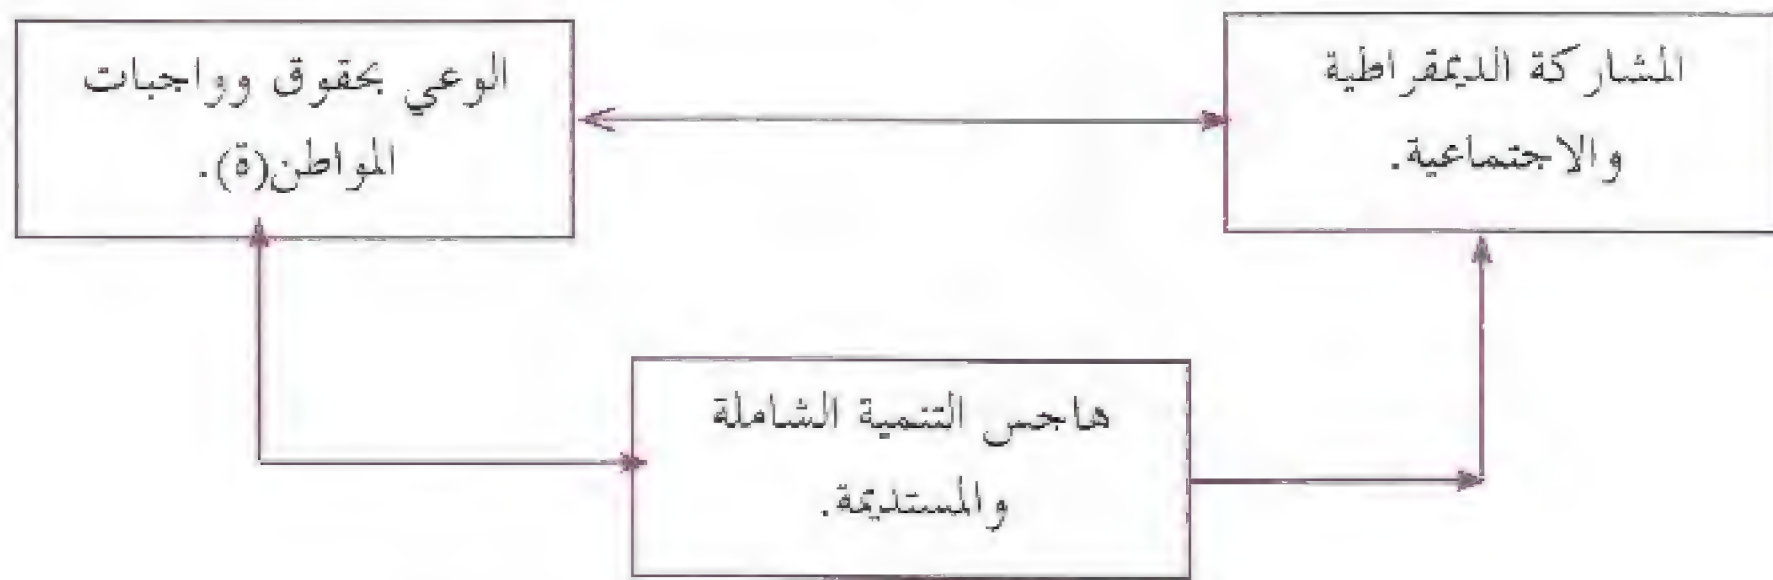 المشاركة الديمقراطية
والاجتماعية.
الوعي بحقوق وواجبات
المواطن(ة).
هاجس التنمية الشاملة
والمستديمة.